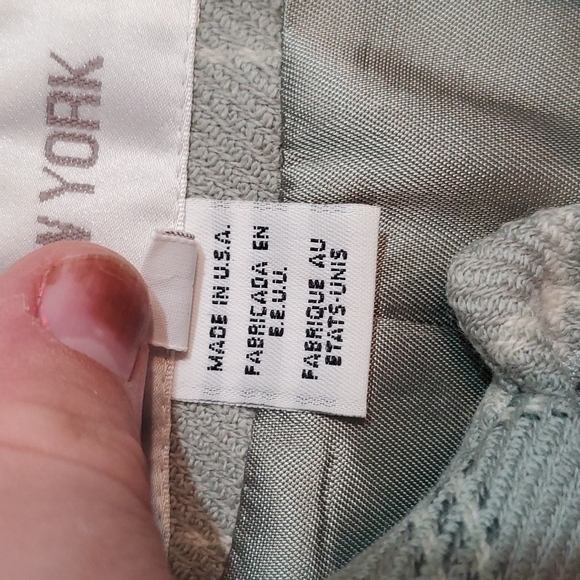 YORK
MADE IN U.S.A.
FABRICADA EN
E.E.U.U.
FABRIQUE AU
ETATS-UNIS